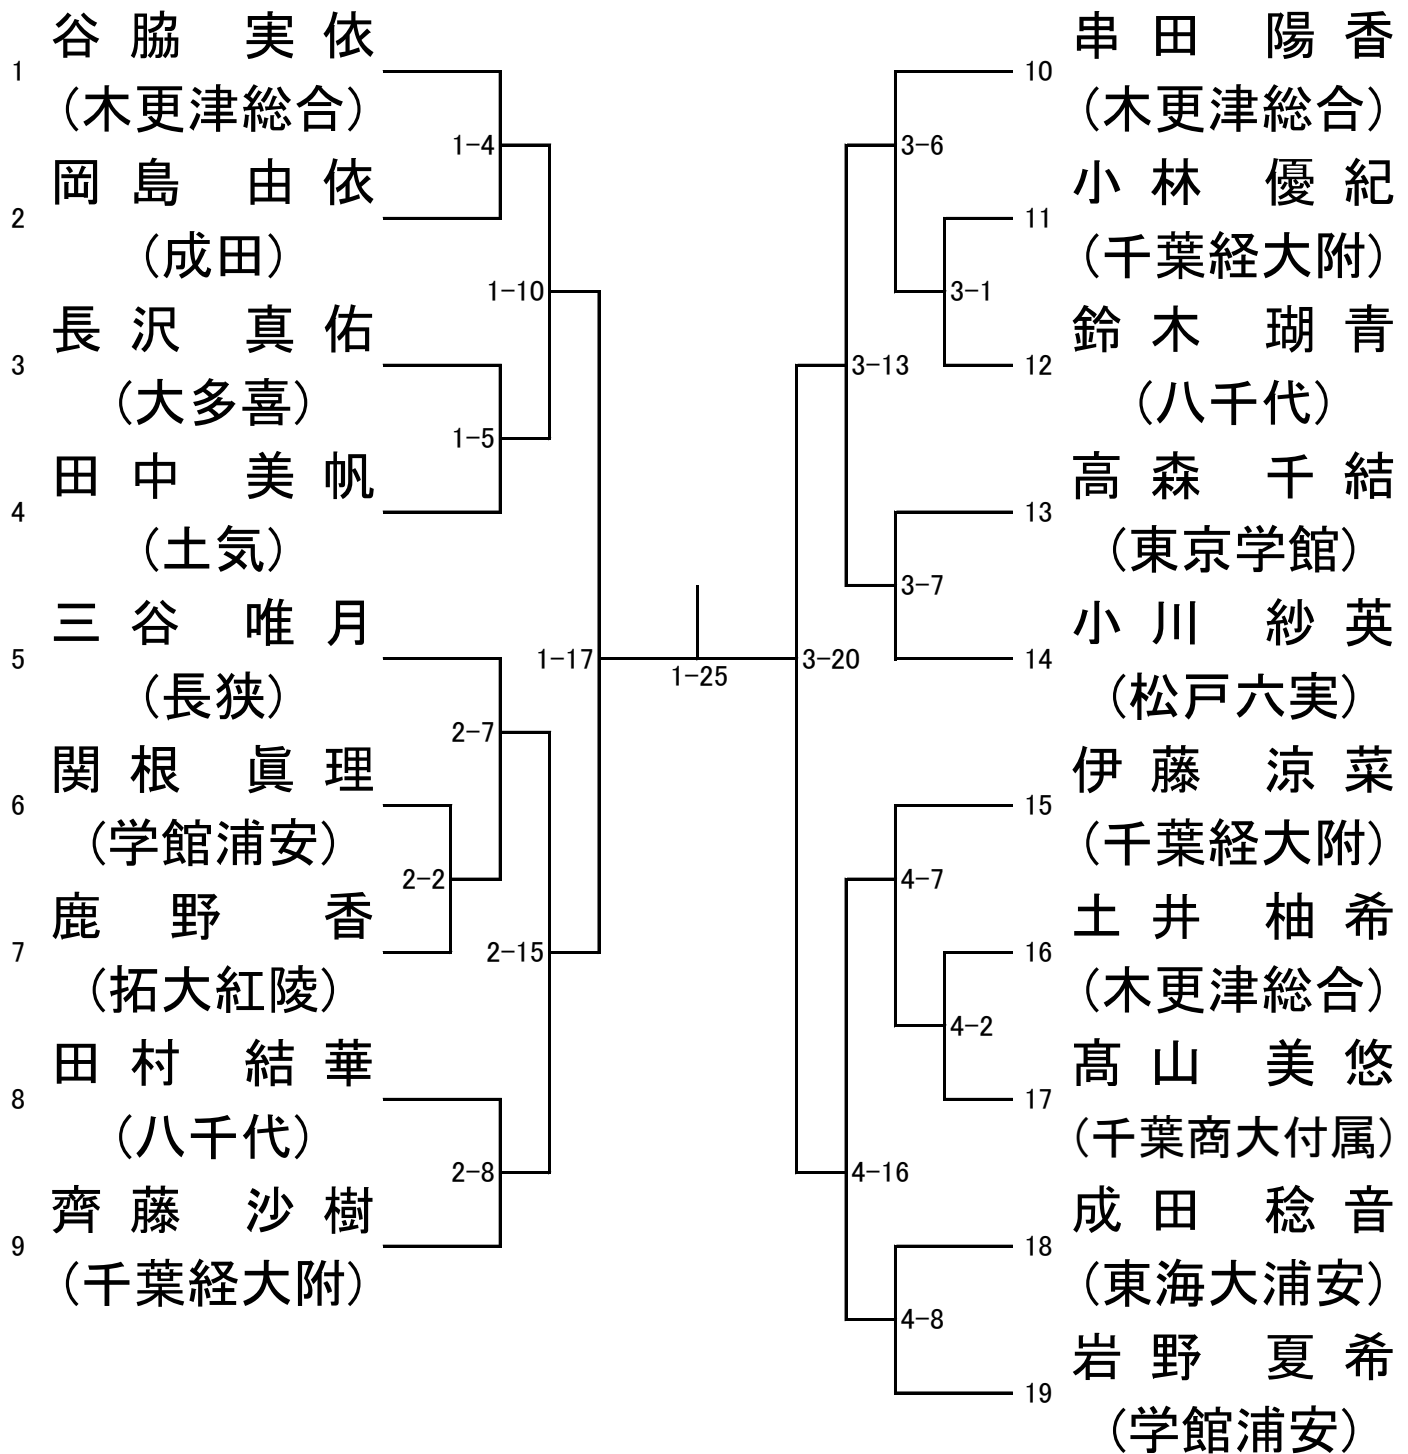 1
谷脇 実依
(木更津総合)
2
岡島 由依
(成田)
3
長沢 真佑
(大多喜)
4
田中 美帆
(土気)
5
三谷 唯月
(長狭)
6
関根 眞理
(学館浦安)
7
鹿野 香
(拓大紅陵)
8
田村 結華
(八千代)
9
齊藤 沙樹
(千葉経大附)
1-4
1-10
1-5
1-17
2-7
2-2
2-15
2-8
1-25
3-6
3-1
3-13
3-7
3-20
4-7
4-2
4-16
4-8
10
串田 陽香
(木更津総合)
11
小林 優紀
(千葉経大附)
12
鈴木 瑚青
(八千代)
13
高森 千結
(東京学館)
14
小川 紗英
(松戸六実)
15
伊藤 涼菜
(千葉経大附)
16
土井 柚希
(木更津総合)
17
髙山 美悠
(千葉商大付属)
18
成田 稔音
(東海大浦安)
19
岩野 夏希
(学館浦安)